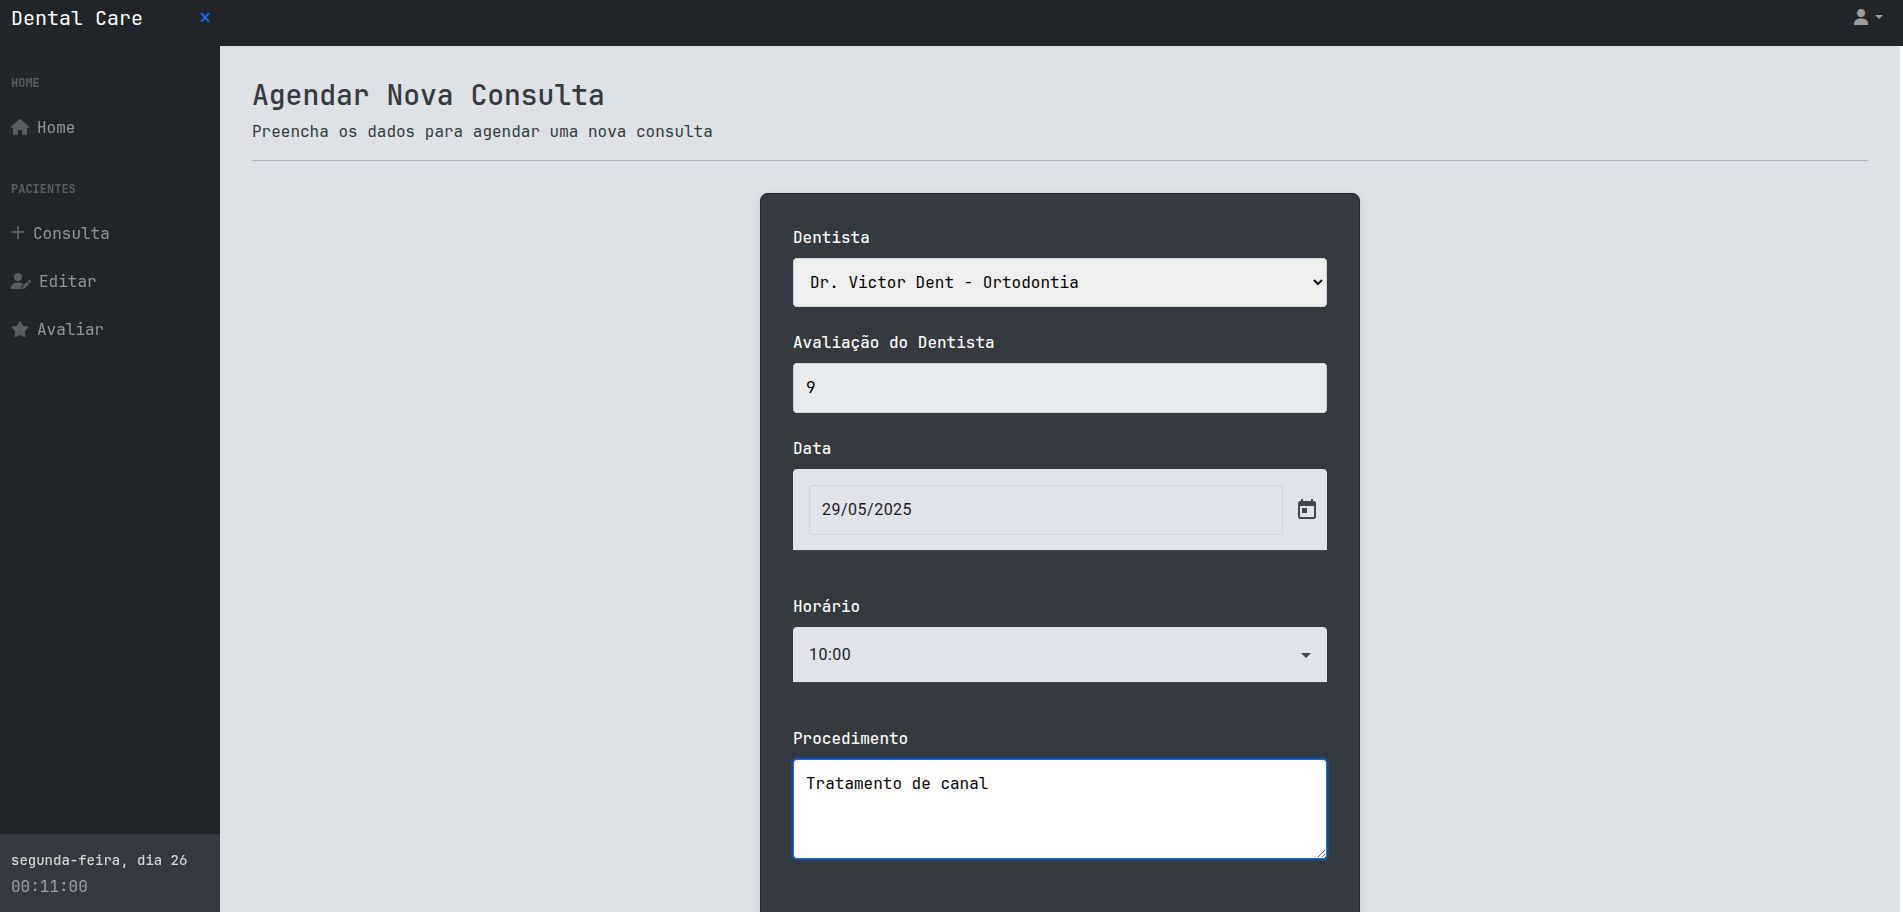 Dental Care
HOME
Home
PACIENTES
Consulta
Editar
Avaliar
segunda-feira, dia 26
00:11:00
Agendar Nova Consulta
Preencha os dados para agendar uma nova consulta
Dentista
Dr. Victor Dent - Ortodontia
Avaliação do Dentista
9
Data
29/05/2025
Horário
10:00
Procedimento
Tratamento de canal